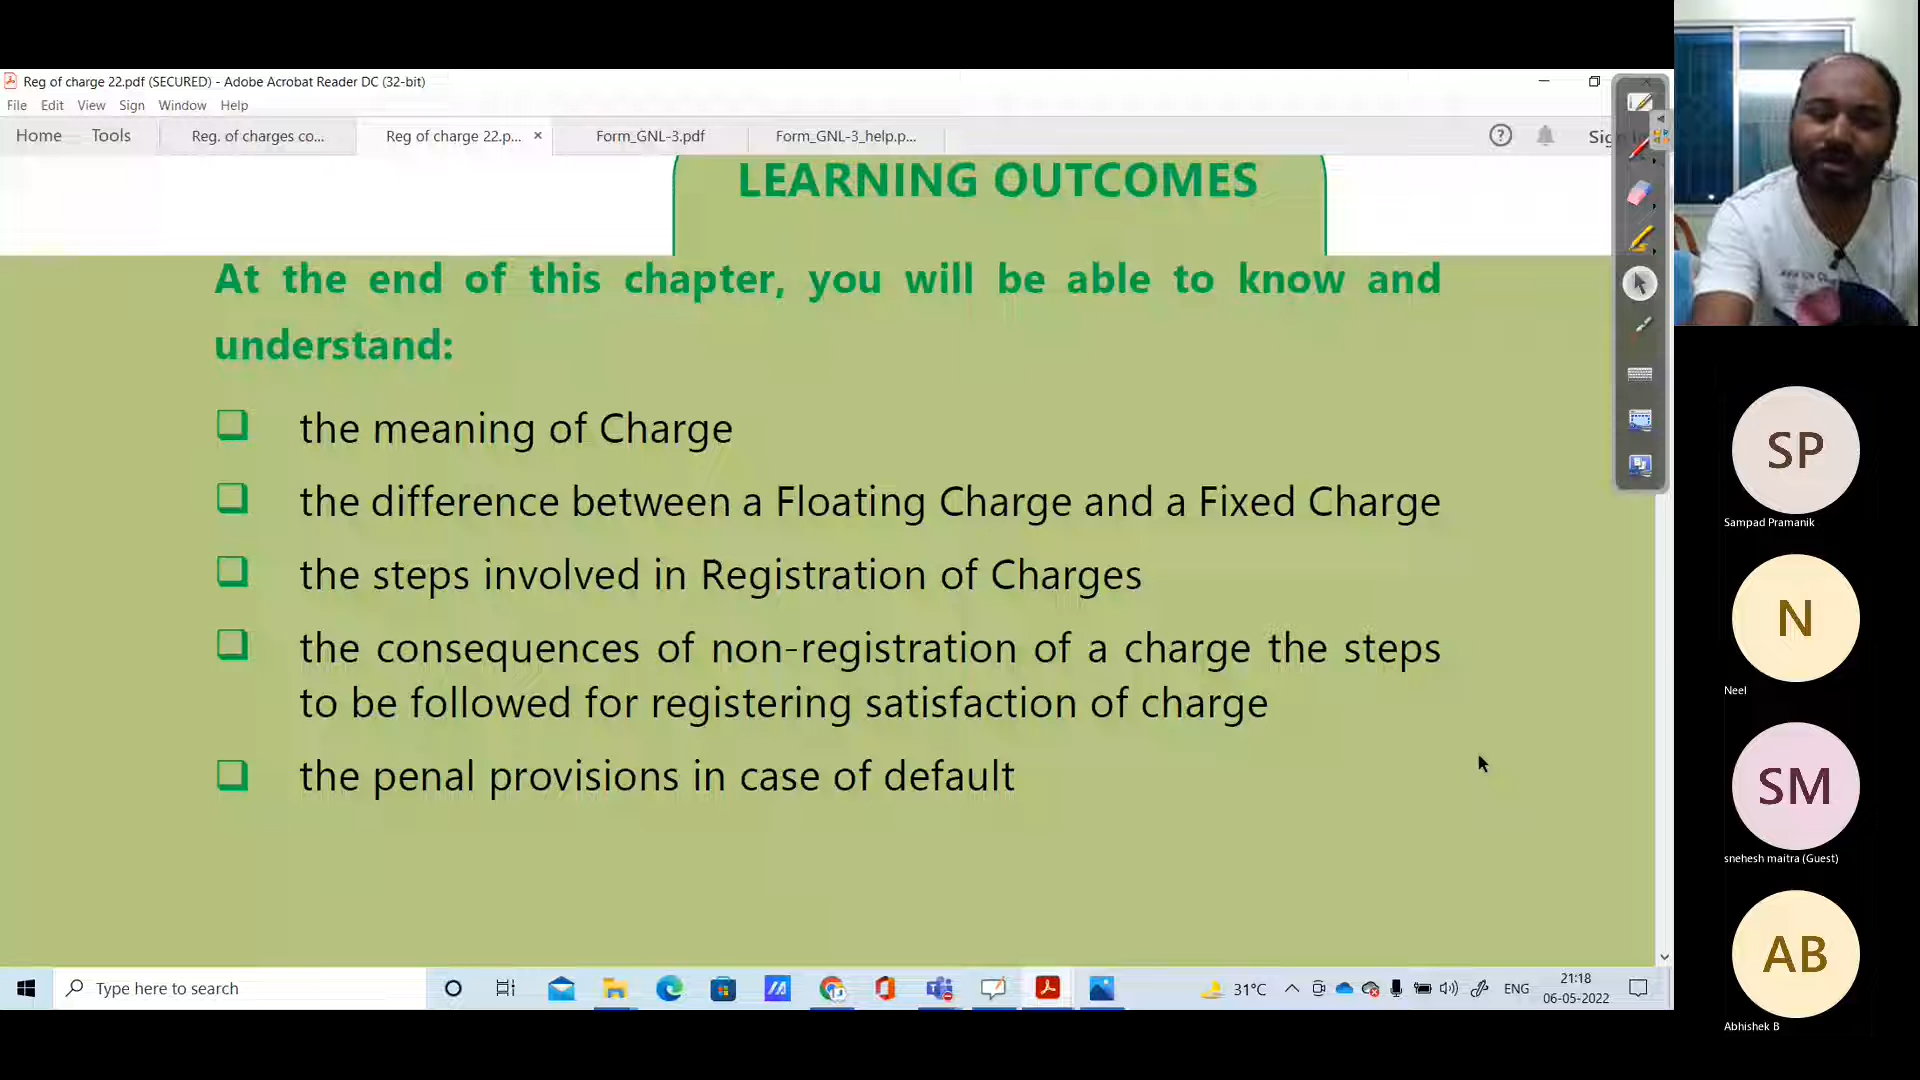 Reg of charge 22.pdf (SECURED) - Adobe Acrobat Reader DC (32-bit)
File Edit View Sign Window Help
Home Tools Reg. of charges co... Reg of charge 22.p... × Form_GNL-3.pdf Form_GNL-3_help.p... Sign
LEARNING OUTCOMES
At the end of this chapter, you will be able to know and
understand:
the meaning of Charge
the difference between a Floating Charge and a Fixed Charge
the steps involved in Registration of Charges
the consequences of non-registration of a charge the steps
to be followed for registering satisfaction of charge
the penal provisions in case of default
Type here to search
31°C
ENG
21:18
06-05-2022
SP
Sampad Pramanik
N
Neel
SM
snehesh maitra (Guest)
AB
Abhishek B